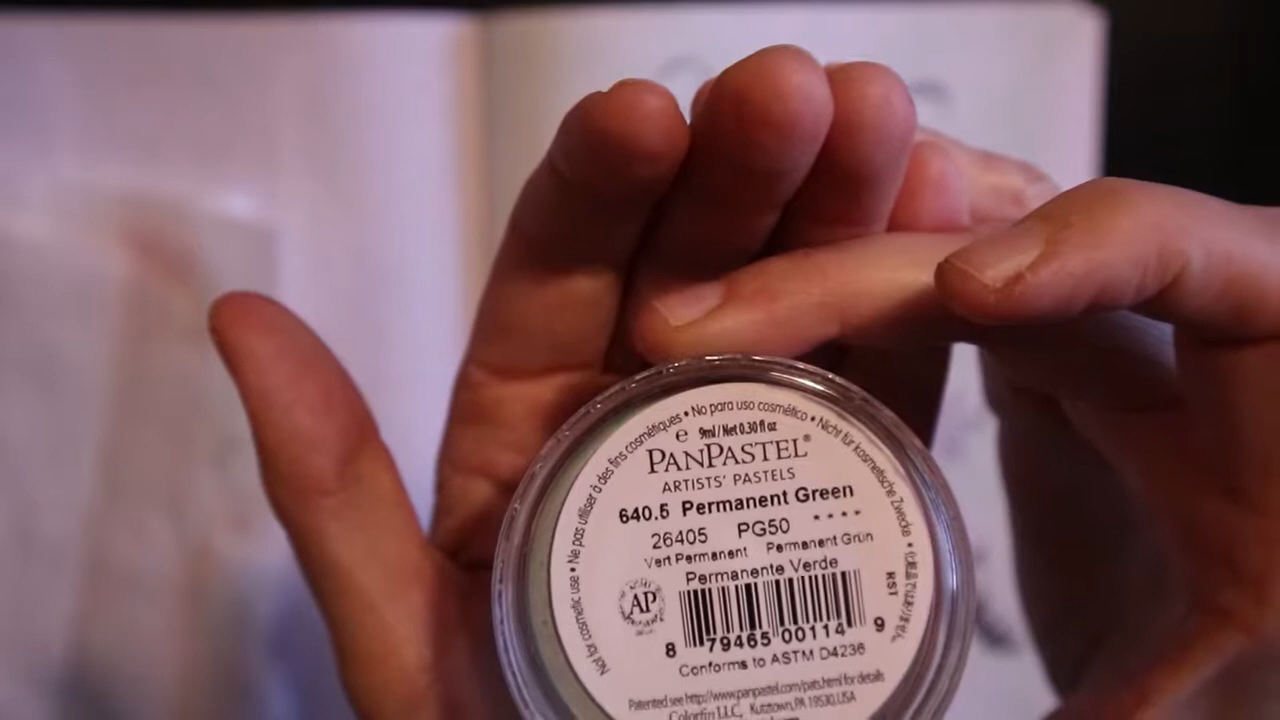 Not for cosmetic use • Ne pas utiliser à des fins cosmétiques • No para uso cosmético • Nicht für kosmetische Zwecke •
e 9ml / Net 0.30 fl oz
PANPASTEL®
ARTISTS' PASTELS
640.5 Permanent Green
26405 PG50 ****
Vert Permanent Permanent Grün
Permanente Verde
RST
AP
8 79465 00114 9
Conforms to ASTM D4236
Patented see http://www.panpastel.com/pats.html for details
Colorfin LLC, Kutztown, PA 19530, USA